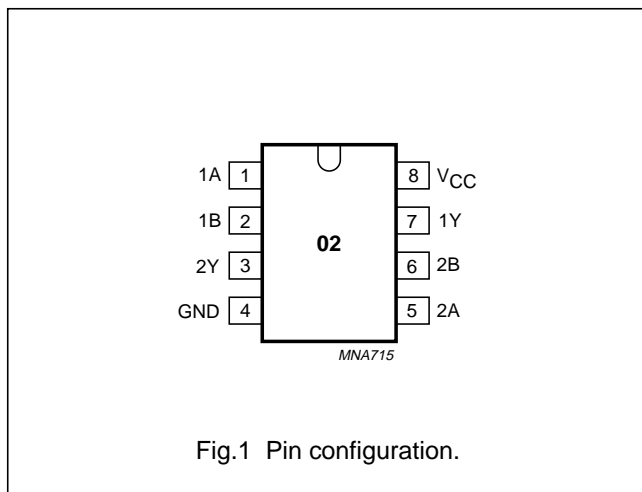 1A 1 8 VCC
1B 2 7 1Y
02
2Y 3 6 2B
GND 4 5 2A
MNA715
Fig.1 Pin configuration.